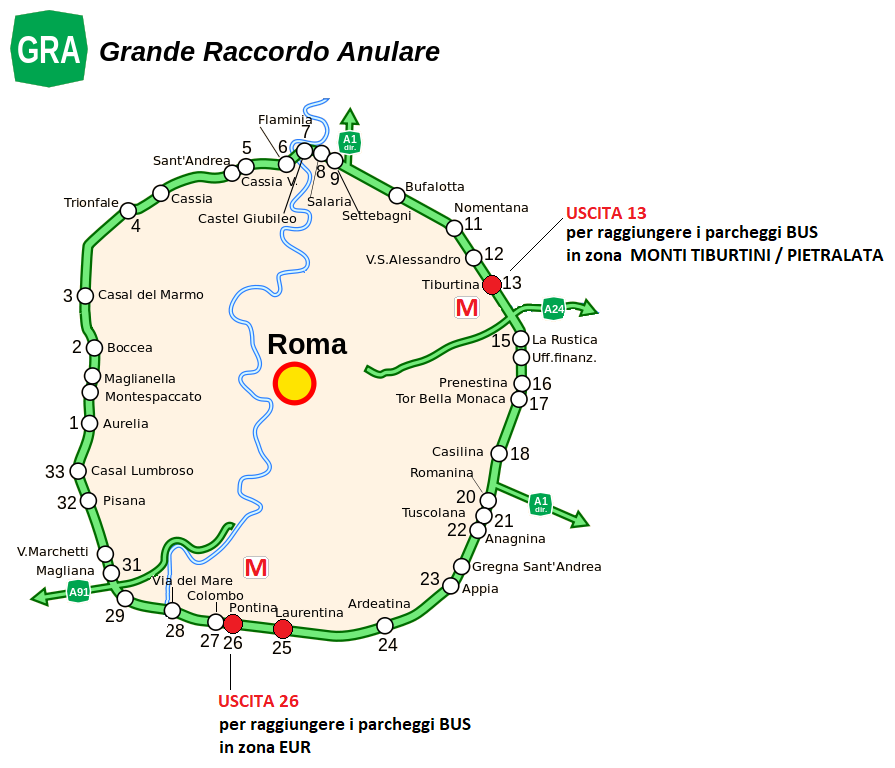 GRA
Grande Raccordo Anulare
Flaminia
7
A1
dir.
5
6
Sant'Andrea
8
9
Cassia V.
Cassia
Bufalotta
Trionfale
Salaria
Nomentana
4
Castel Giubileo
Settebagni
11
USCITA 13
per raggiungere i parcheggi BUS
in zona MONTI TIBURTINI / PIETRALATA
V.S.Alessandro
12
Tiburtina
13
3
Casal del Marmo
M
A24
15
La Rustica
2
Boccea
Roma
Uff.finanz.
Maglianella
Prenestina
16
Montespaccato
Tor Bella Monaca
17
1
Aurelia
Casilina
18
33
Casal Lumbroso
Romanina
32
Pisana
20
A1
dir.
Tuscolana
21
22
Anagnina
V.Marchetti
Magliana
31
M
Gregna Sant'Andrea
Via del Mare
23
Appia
A91
Colombo
Pontina
Laurentina
Ardeatina
29
28
27
26
25
24
USCITA 26
per raggiungere i parcheggi BUS
in zona EUR